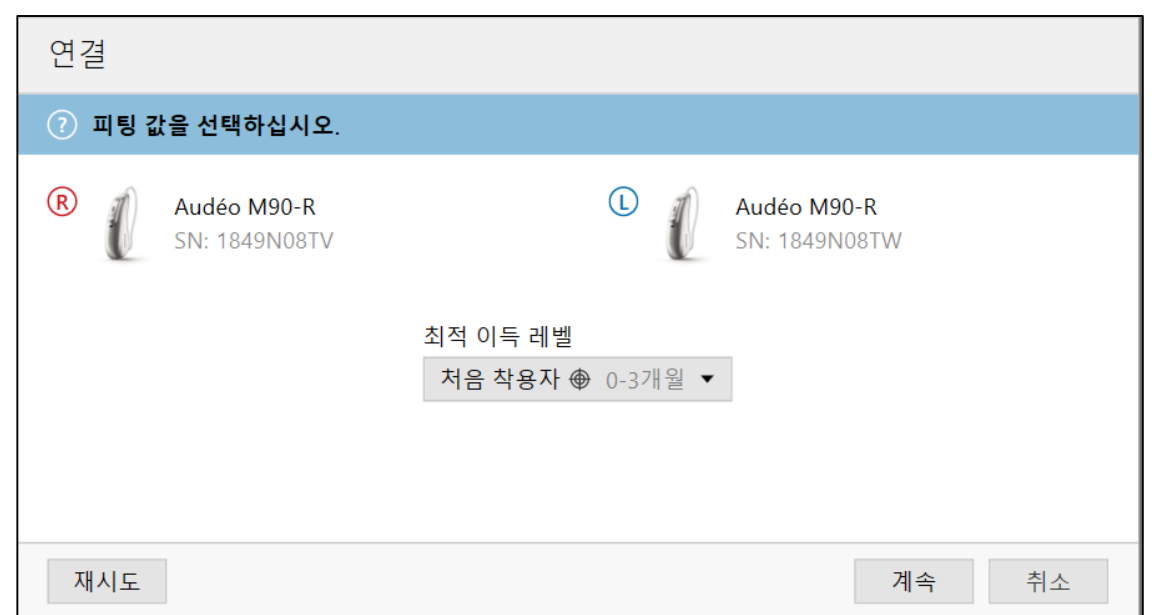 연결
? 피팅 값을 선택하십시오.
R Audéo M90-R
SN: 1849N08TV
L Audéo M90-R
SN: 1849N08TW
최적 이득 레벨
처음 착용자 0-3개월
재시도 계속 취소